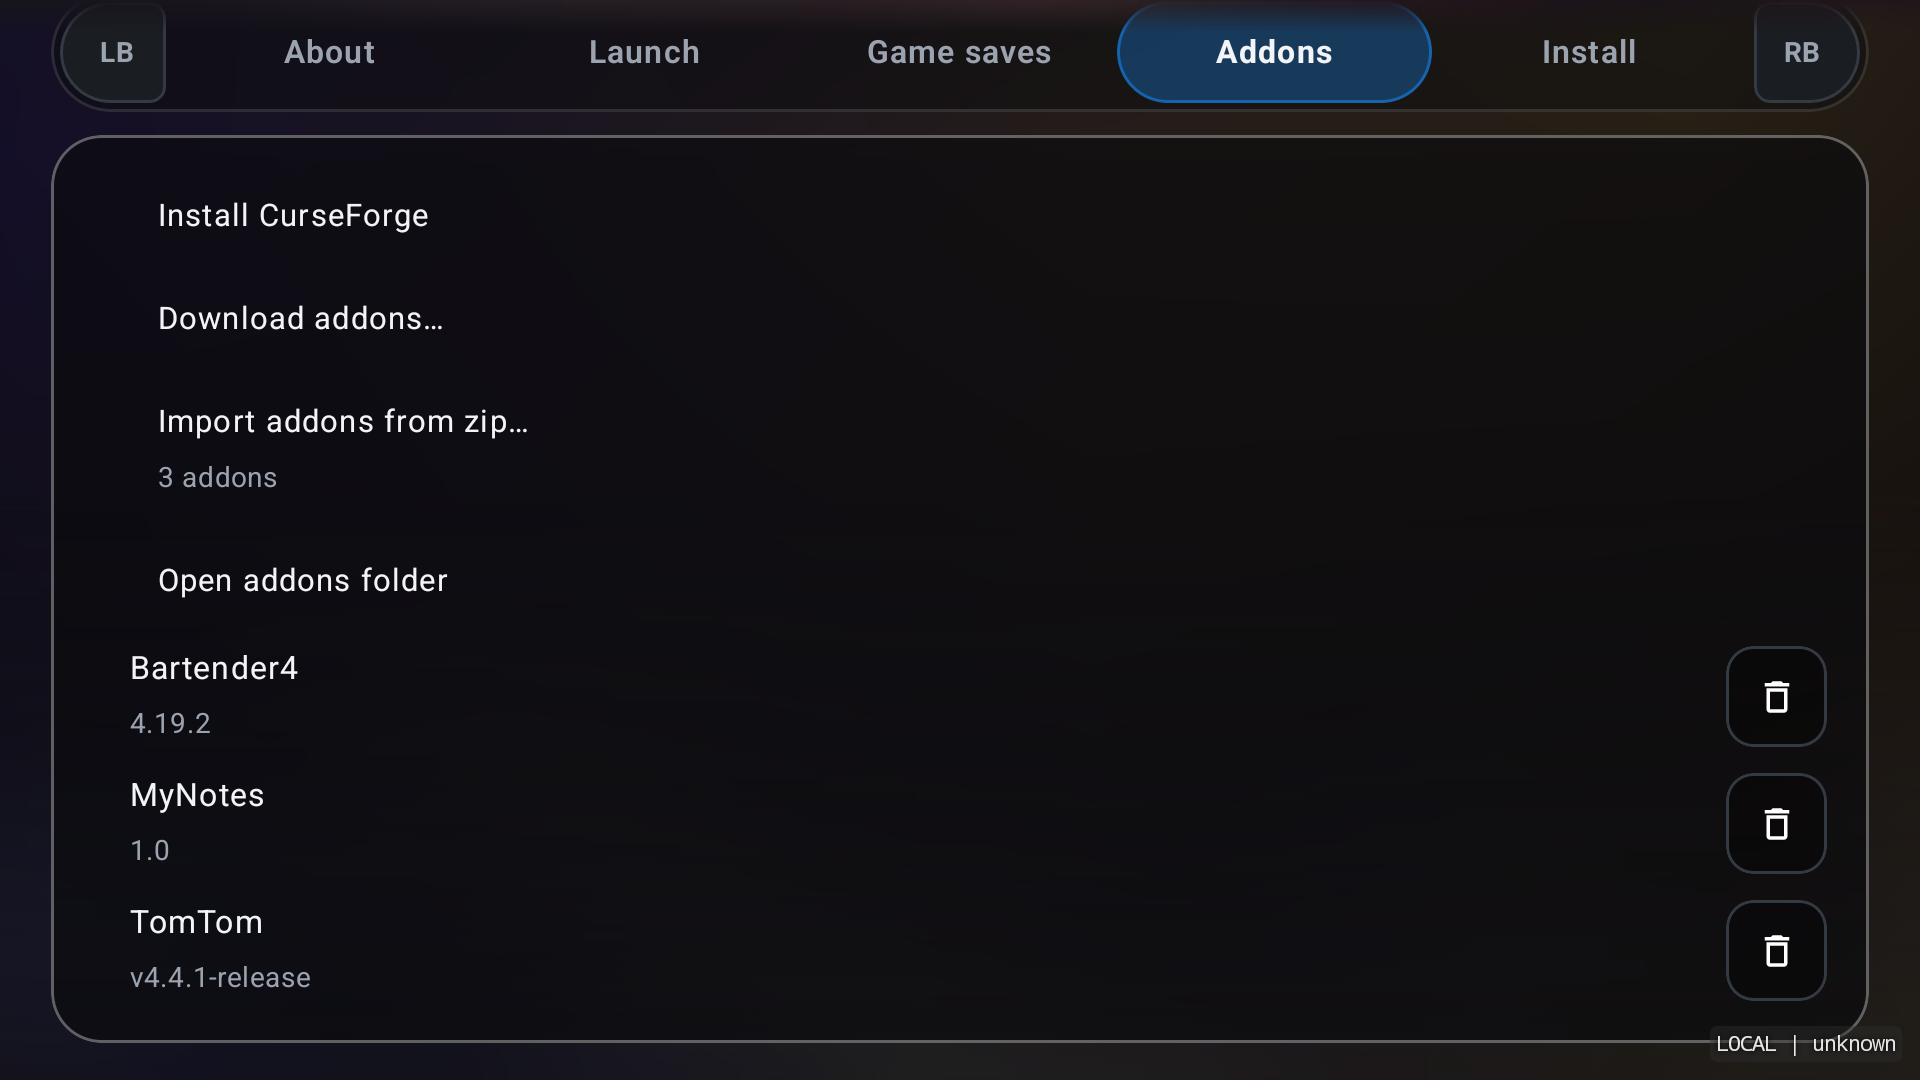 LB
About
Launch
Game saves
Addons
Install
RB
Install CurseForge
Download addons…
Import addons from zip…
3 addons
Open addons folder
Bartender4
4.19.2
MyNotes
1.0
TomTom
v4.4.1-release
LOCAL | unknown